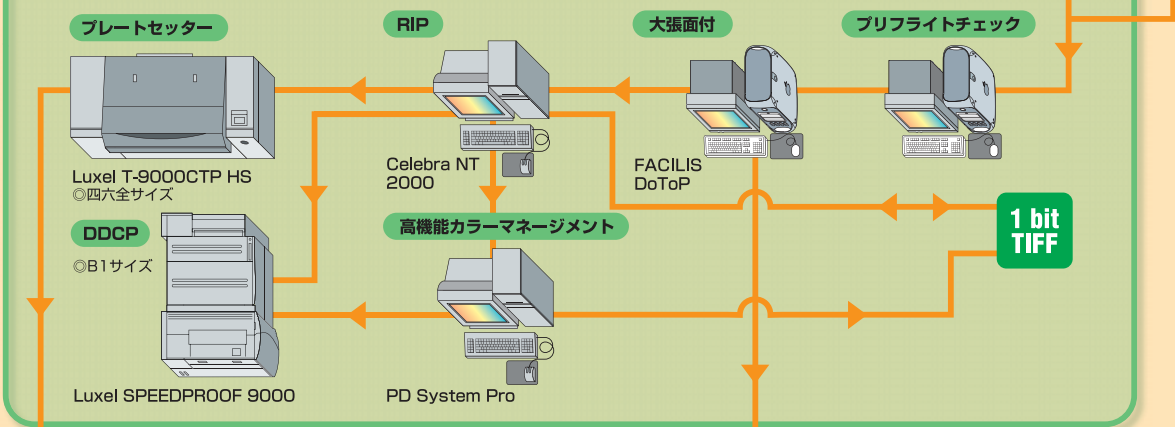 プレートセッター
RIP
大張面付
プリフライトチェック
Luxel T-9000CTP HS
◎四六全サイズ
Celebra NT
2000
FACILIS
DoToP
DDCP
◎B1サイズ
高機能カラーマネージメント
1 bit
TIFF
Luxel SPEEDPROOF 9000
PD System Pro